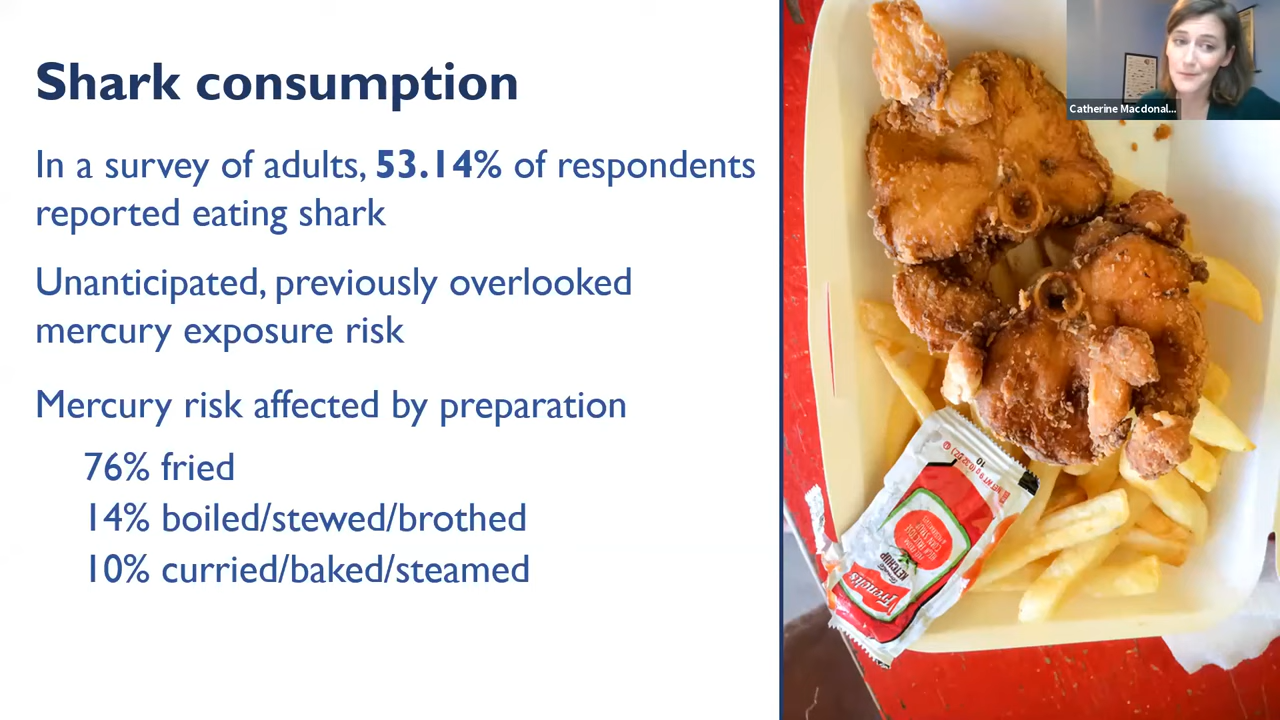 Shark consumption
In a survey of adults, 53.14% of respondents
reported eating shark
Unanticipated, previously overlooked
mercury exposure risk
Mercury risk affected by preparation
76% fried
14% boiled/stewed/brothed
10% curried/baked/steamed
Catherine Macdonal...
French's
KETCHUP